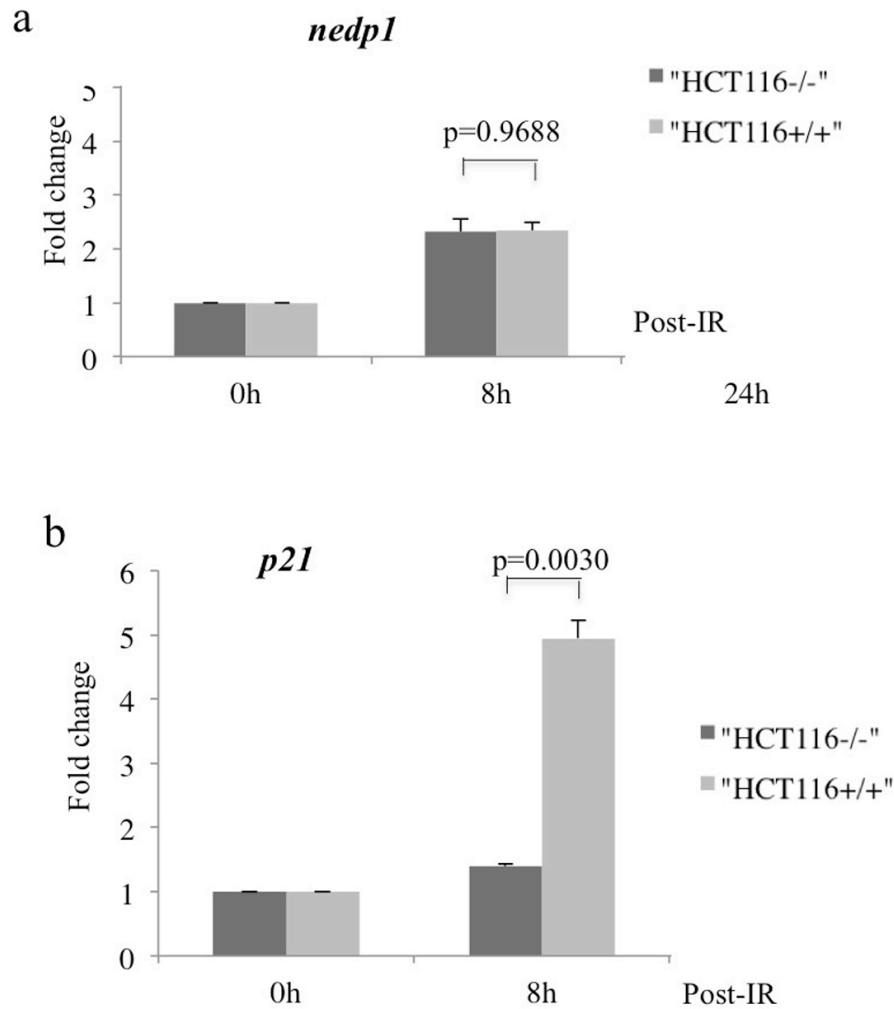 a
nedp1
"HCT116-/-"
"HCT116+/+"
p=0.9688
Fold change
5
4
3
2
1
0
Post-IR
0h
8h
24h
b
p21
p=0.0030
Fold change
6
5
4
3
2
1
0
"HCT116-/-"
"HCT116+/+"
0h
8h
Post-IR